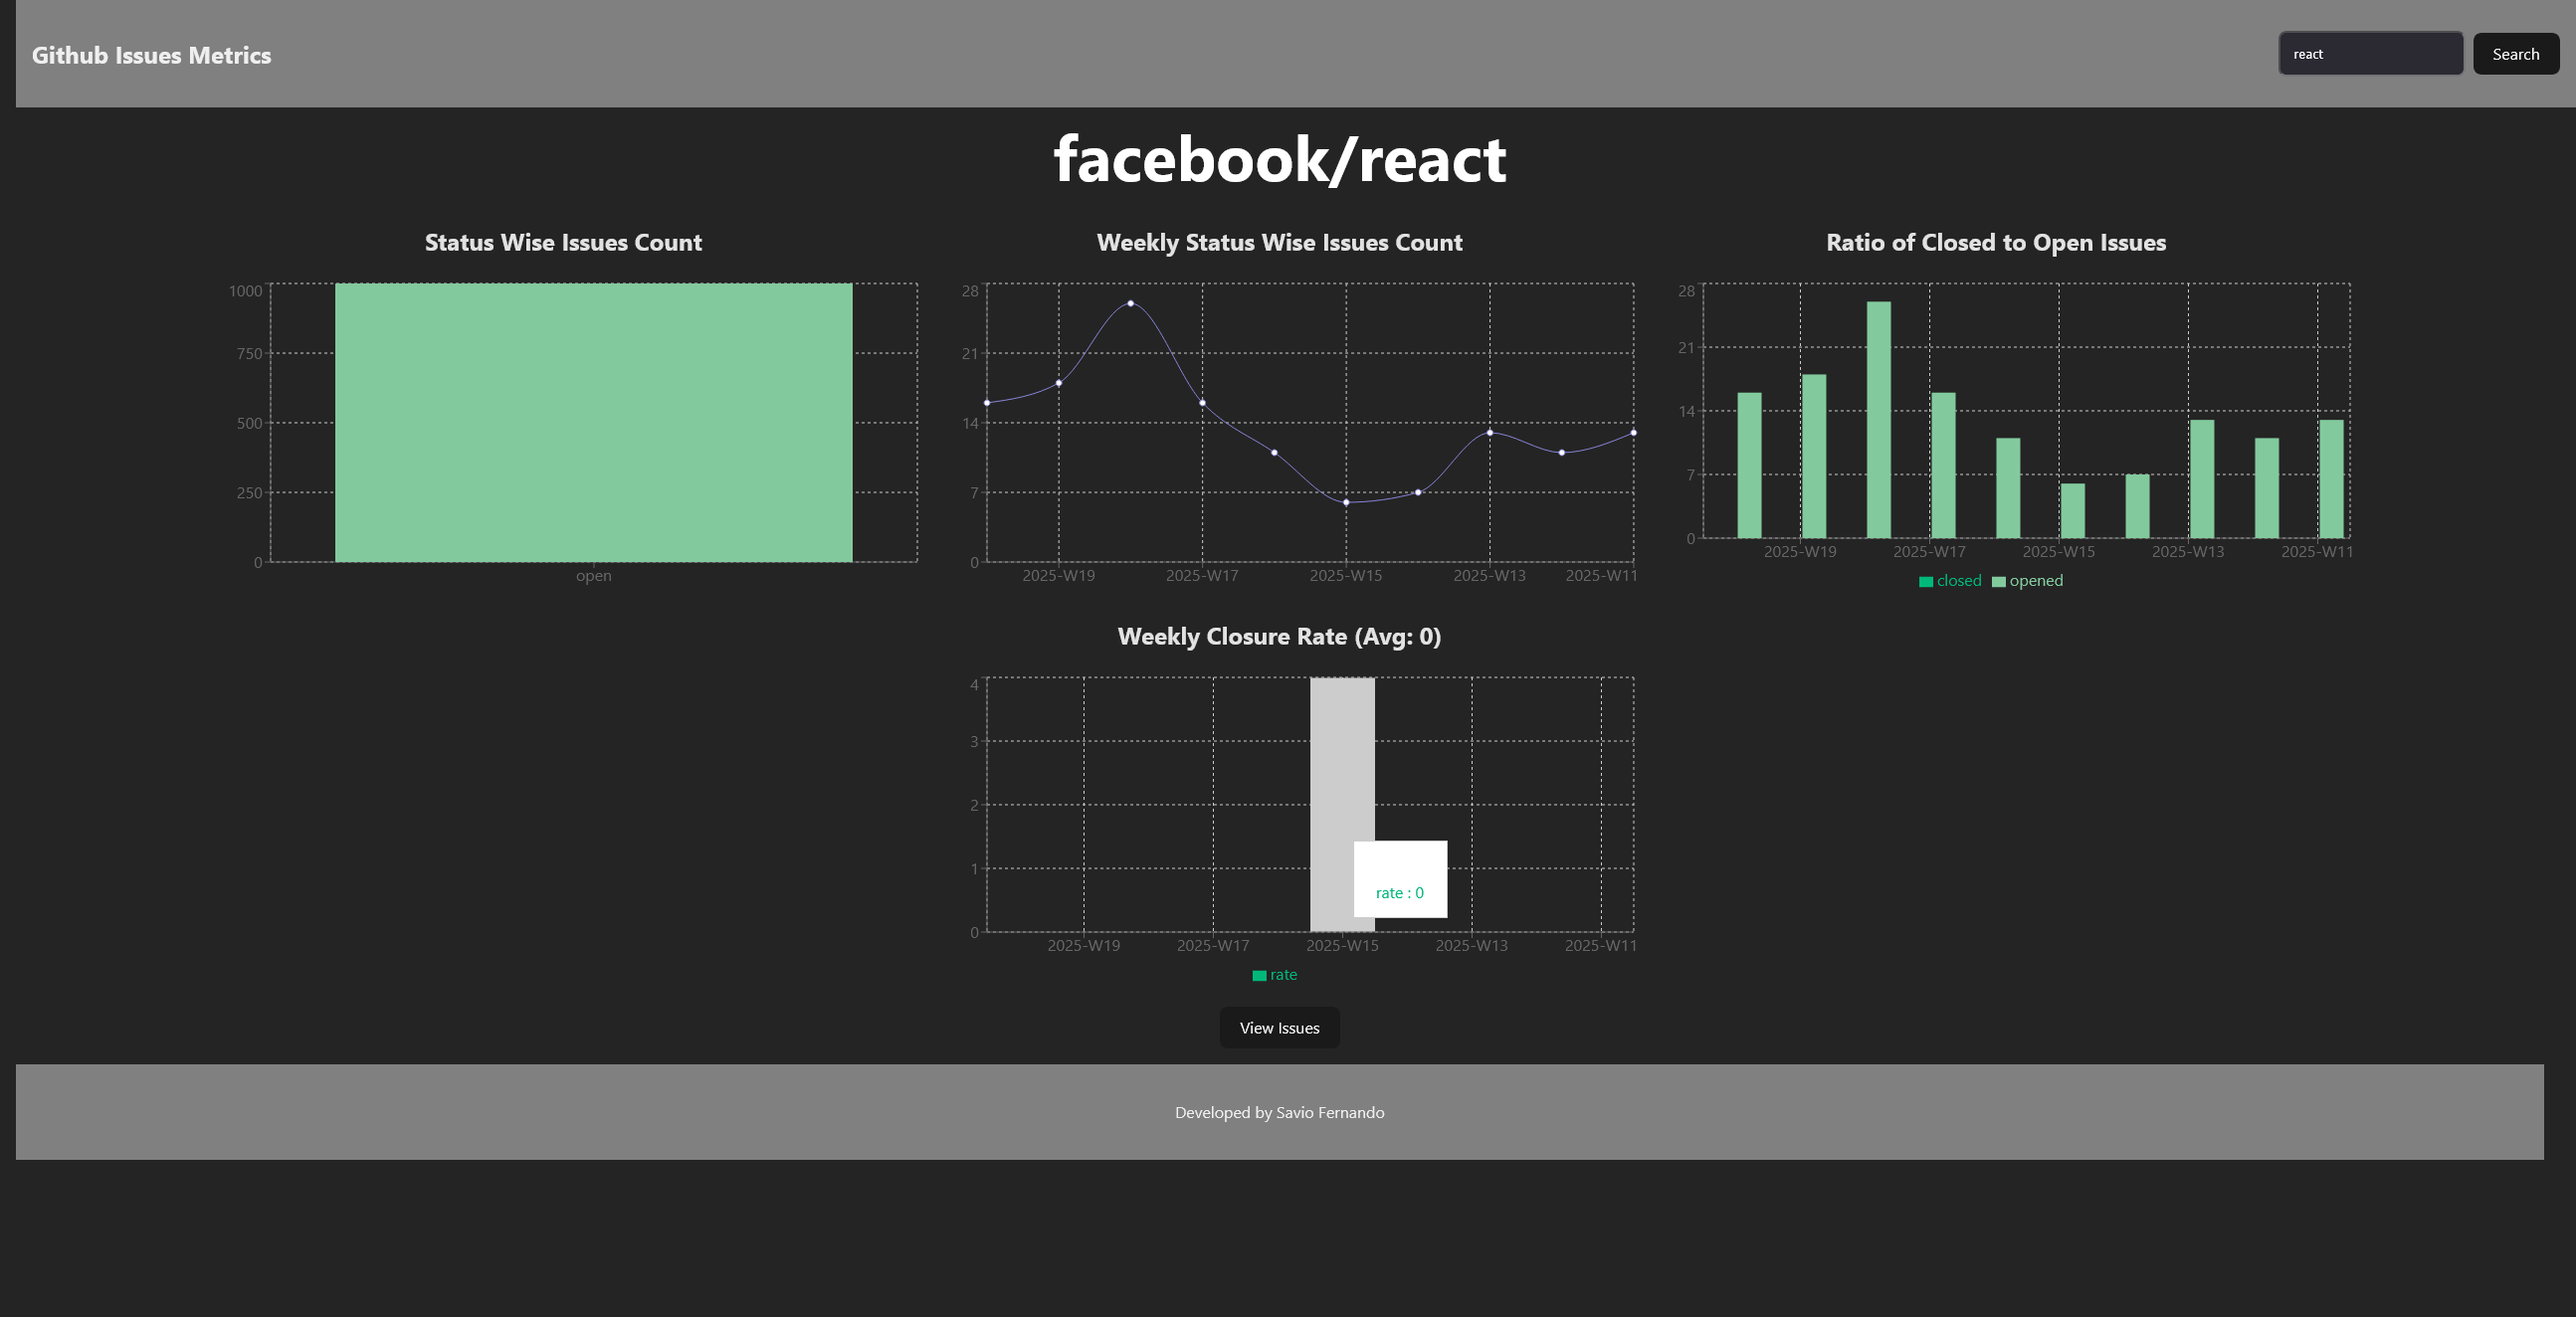 Github Issues Metrics
react
Search
facebook/react
Status Wise Issues Count
1000
750
500
250
0
open
Weekly Status Wise Issues Count
28
21
14
7
0
2025-W19 2025-W17 2025-W15 2025-W13 2025-W11
Ratio of Closed to Open Issues
28
21
14
7
0
2025-W19 2025-W17 2025-W15 2025-W13 2025-W11
closed opened
Weekly Closure Rate (Avg: 0)
4
3
2
1
0
rate : 0
2025-W19 2025-W17 2025-W15 2025-W13 2025-W11
rate
View Issues
Developed by Savio Fernando